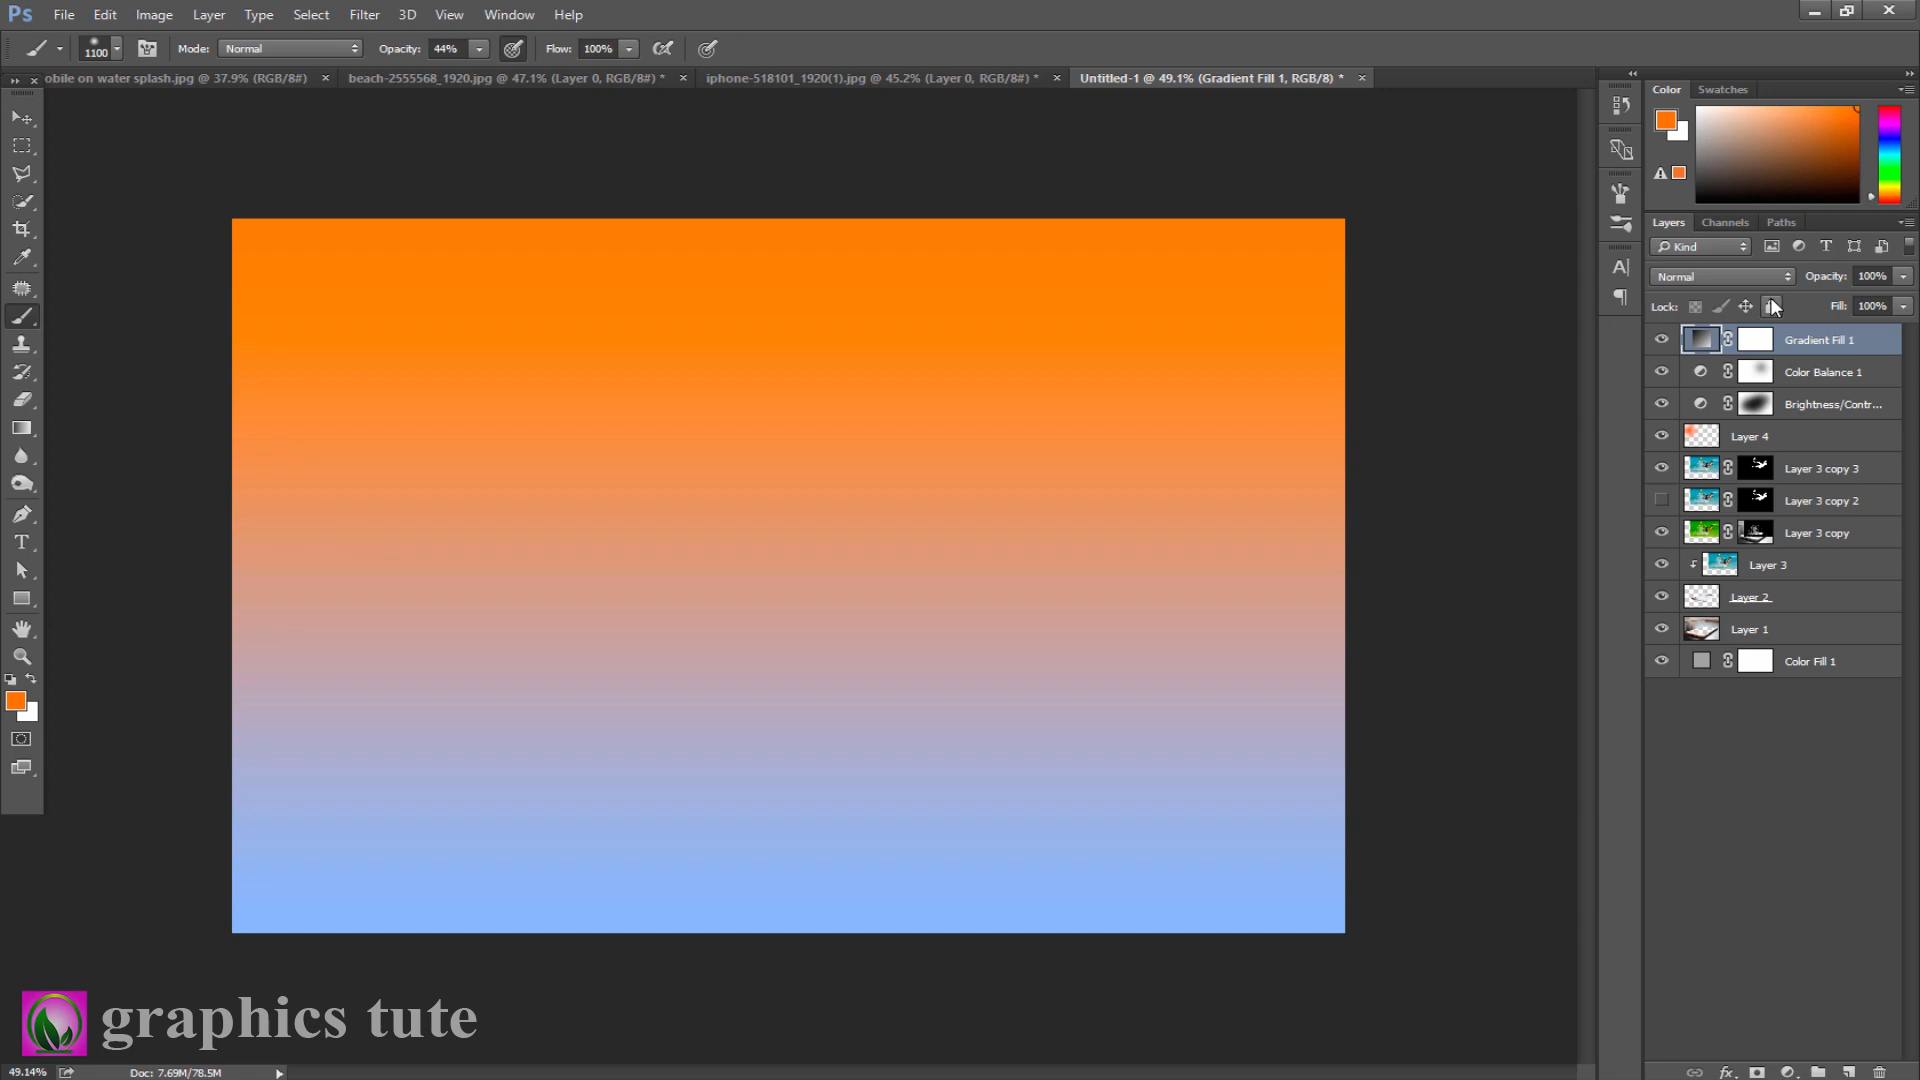 Ps File Edit Image Layer Type Select Filter 3D View Window Help
1100 Mode: Normal Opacity: 44% Flow: 100%
obile on water splash.jpg @ 37.9% (RGB/8#) × beach-2555568_1920.jpg @ 47.1% (Layer 0, RGB/8#) * × iphone-518101_1920(1).jpg @ 45.2% (Layer 0, RGB/8#) * × Untitled-1 @ 49.1% (Gradient Fill 1, RGB/8) * ×
Color Swatches
Layers Channels Paths
Kind
Normal Opacity: 100%
Lock: Fill: 100%
Gradient Fill 1
Color Balance 1
Brightness/Contr...
Layer 4
Layer 3 copy 3
Layer 3 copy 2
Layer 3 copy
Layer 3
Layer 2
Layer 1
Color Fill 1
graphics tute
49.14% Doc: 7.69M/78.5M